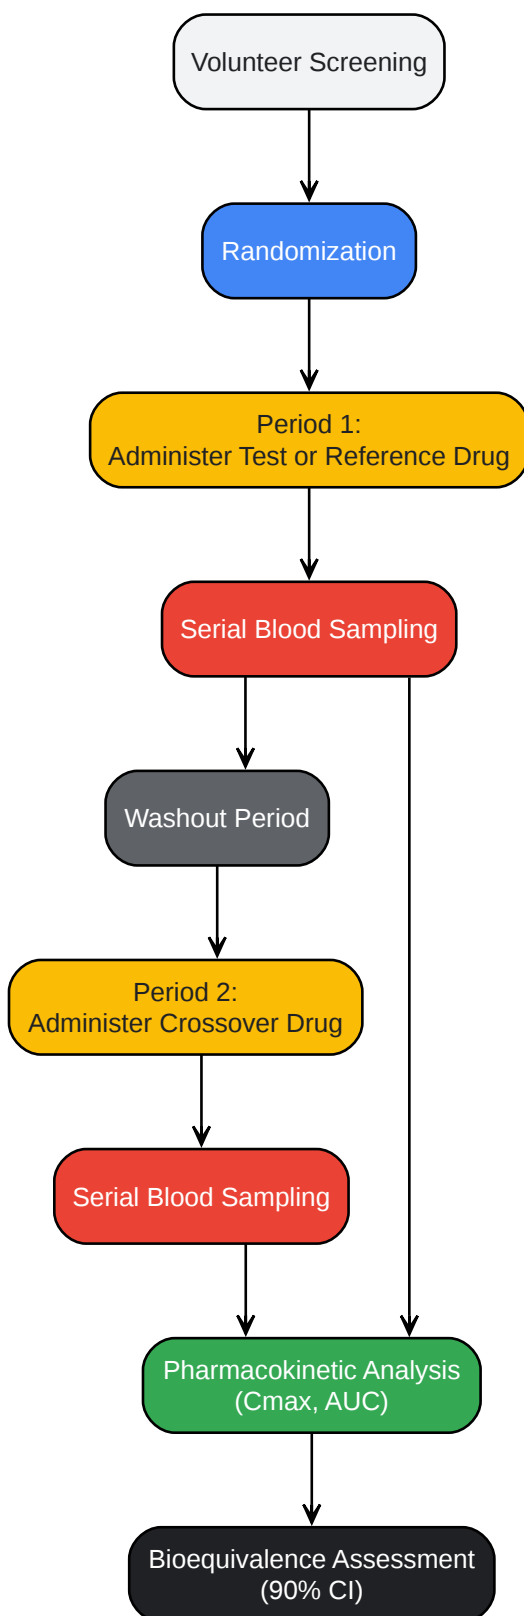 Volunteer Screening
Randomization
Period 1:
Administer Test or Reference Drug
Serial Blood Sampling
Washout Period
Period 2:
Administer Crossover Drug
Serial Blood Sampling
Pharmacokinetic Analysis
(Cmax, AUC)
Bioequivalence Assessment
(90% CI)